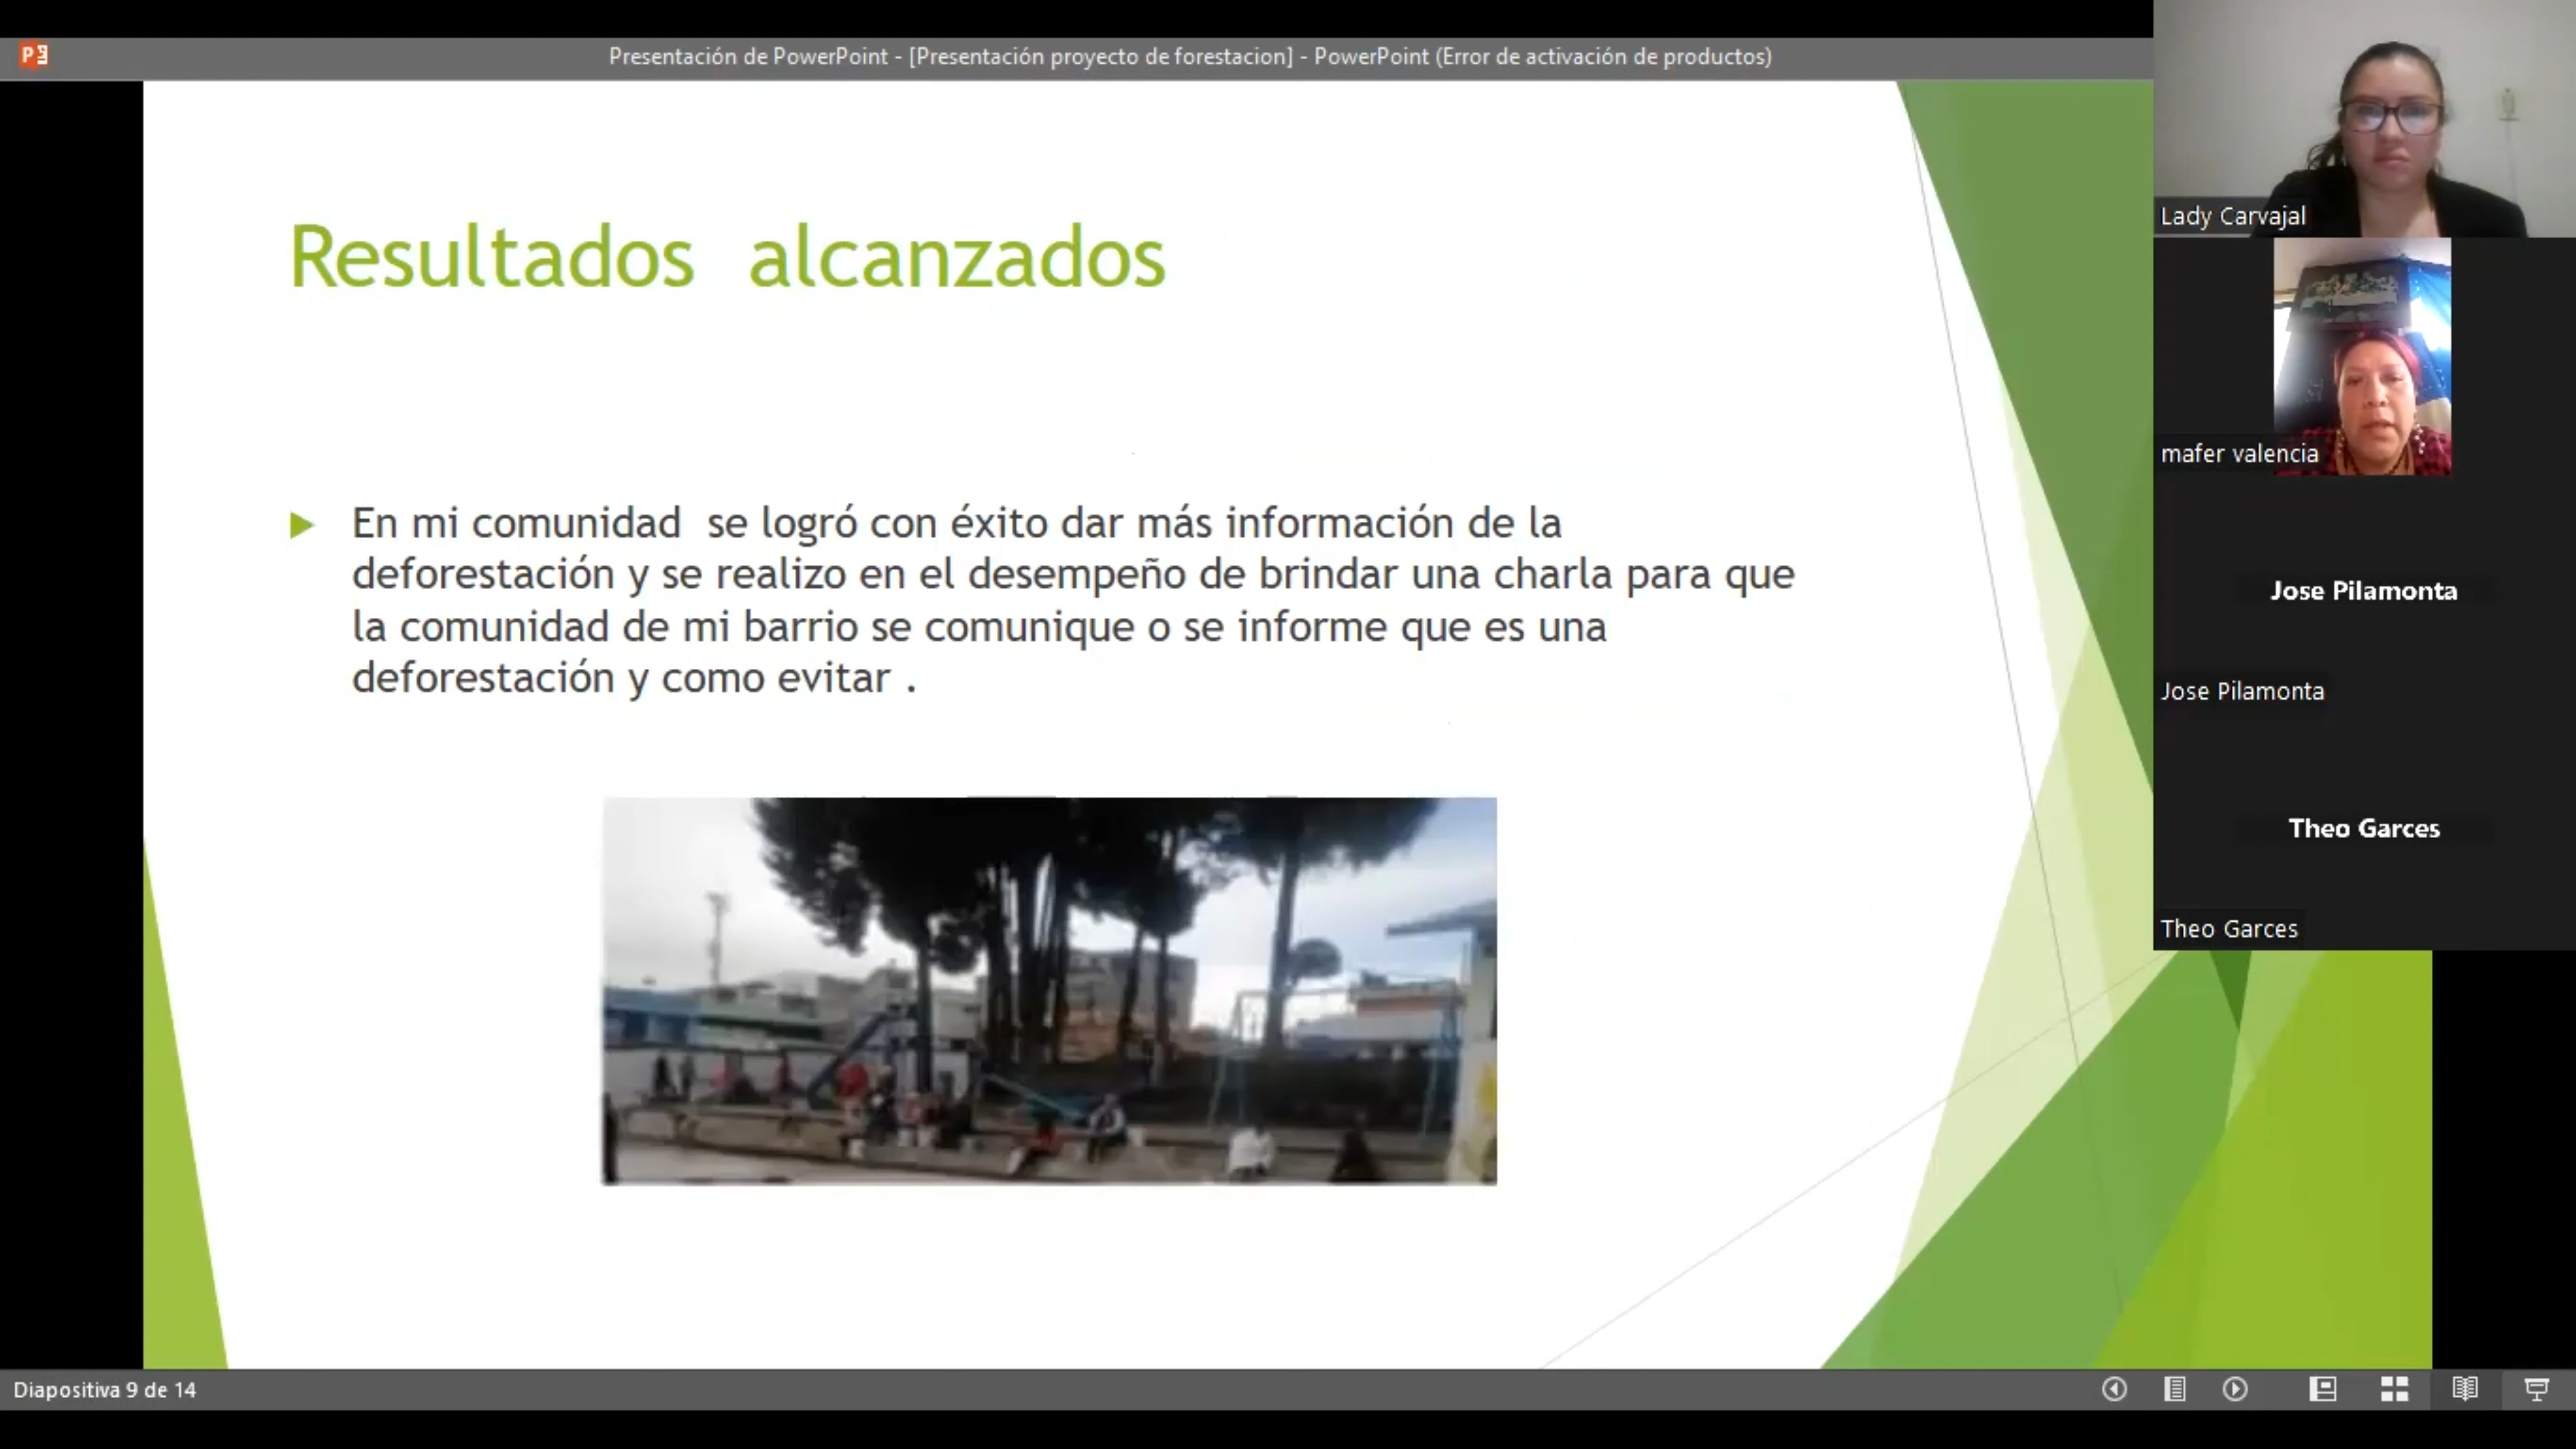 Presentación de PowerPoint - [Presentación proyecto de forestacion] - PowerPoint (Error de activación de productos)
Resultados alcanzados
En mi comunidad se logró con éxito dar más información de la
deforestación y se realizo en el desempeño de brindar una charla para que
la comunidad de mi barrio se comunique o se informe que es una
deforestación y como evitar .
Lady Carvajal
mafer valencia
Jose Pilamonta
Jose Pilamonta
Theo Garces
Theo Garces
Diapositiva 9 de 14